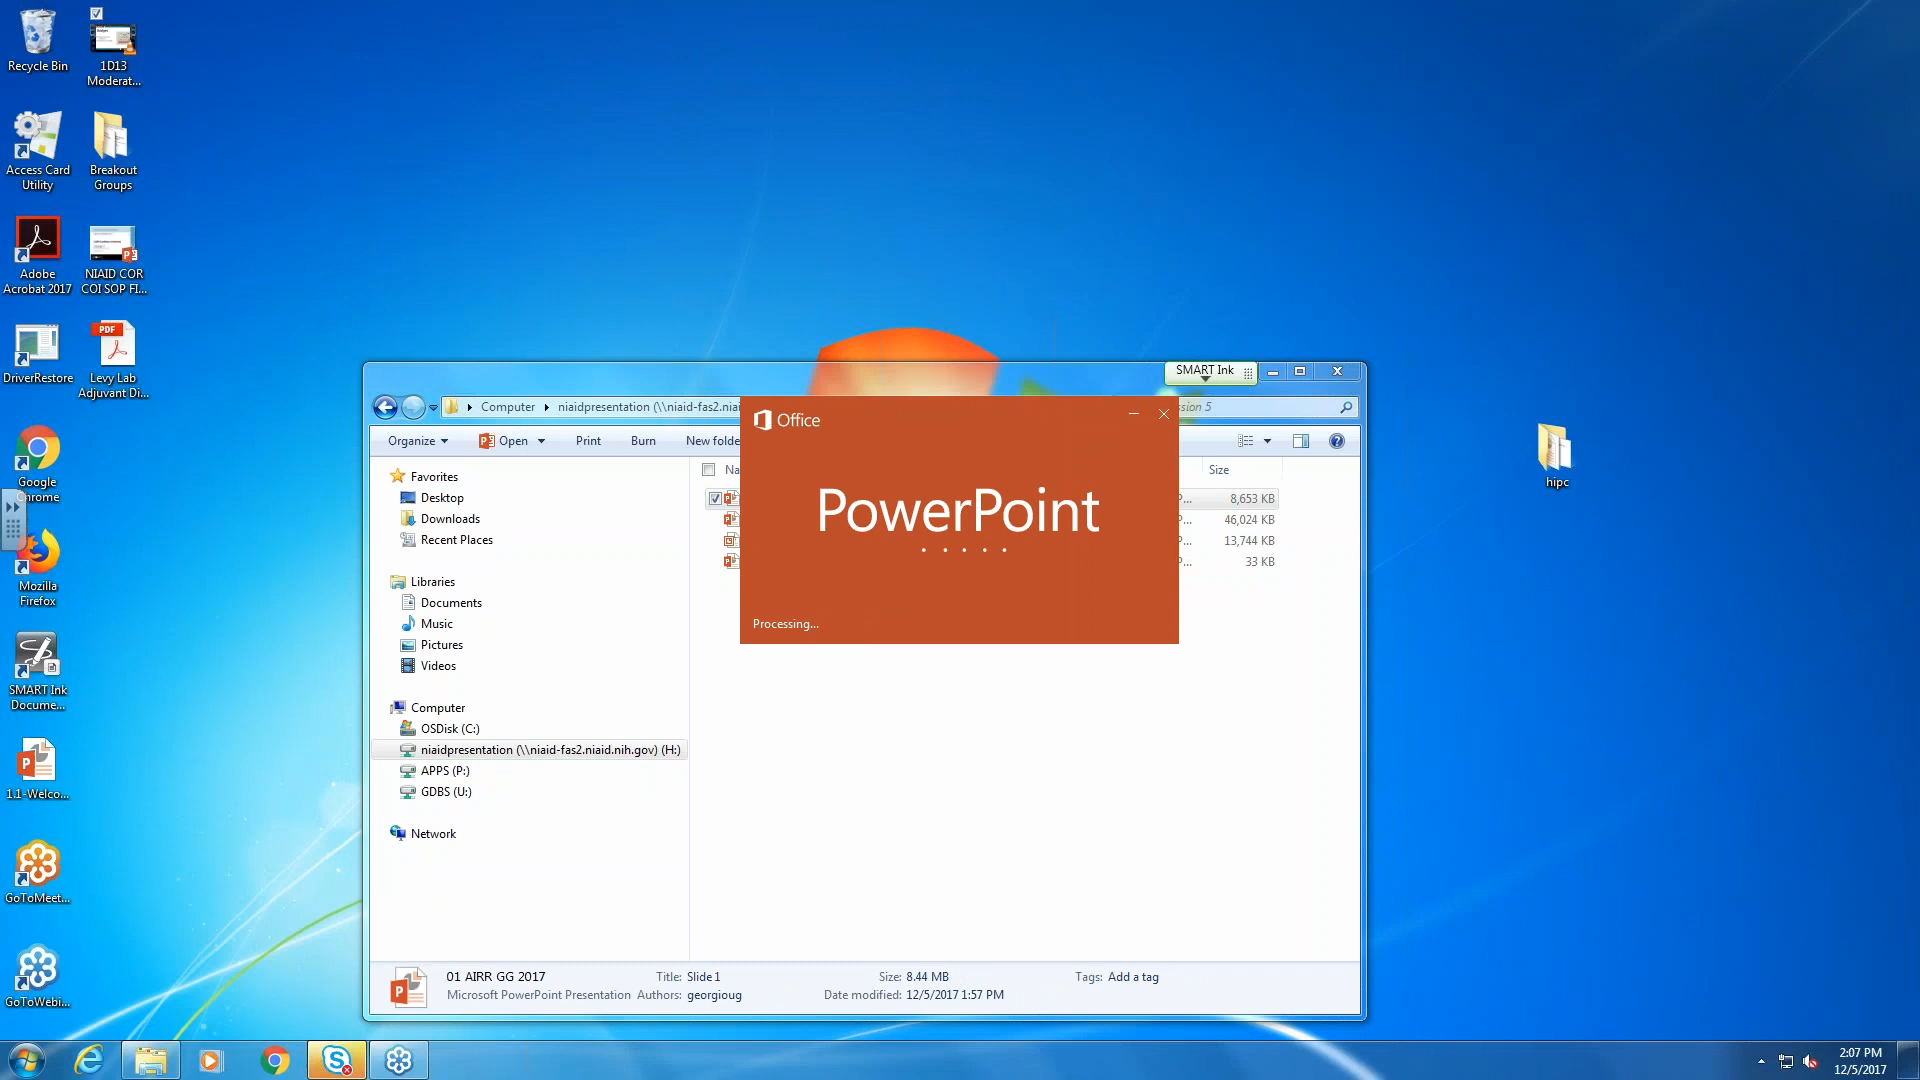 Recycle Bin
1D13
Moderat...
Access Card
Utility
Breakout
Groups
Adobe
Acrobat 2017
NIAID COR
COI SOP FI...
DriverRestore
PDF
Levy Lab
Adjuvant Di...
Google
Chrome
Mozilla
Firefox
SMART Ink
Docume...
1.1-Welco...
GoToMeet...
GoToWebi...
hipc
SMART Ink
Computer
niaidpresentation (\\niaid-fas2.niai
ssion 5
Organize
Open
Print
Burn
New folde
Favorites
Desktop
Downloads
Recent Places
Libraries
Documents
Music
Pictures
Videos
Computer
OSDisk (C:)
niaidpresentation (\\niaid-fas2.niaid.nih.gov) (H:)
APPS (P:)
GDBS (U:)
Network
Na
Size
P...
8,653 KB
P...
46,024 KB
P...
13,744 KB
P...
33 KB
Office
PowerPoint
Processing...
01 AIRR GG 2017
Title: Slide 1
Size: 8.44 MB
Tags: Add a tag
Microsoft PowerPoint Presentation
Authors: georgioug
Date modified: 12/5/2017 1:57 PM
2:07 PM
12/5/2017